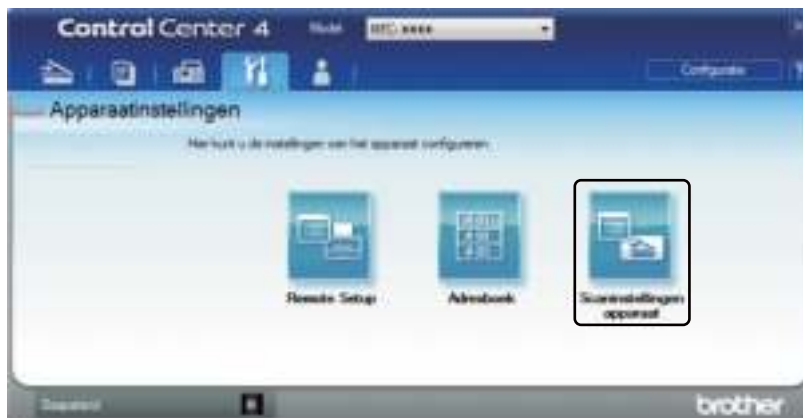 Control Center 4 Model
Configuratie
Apparaatinstellingen
Hier kunt u de instellingen van het apparaat configureren.
Remote Setup
Adresboek
Scaninstellingen
apparaat
brother